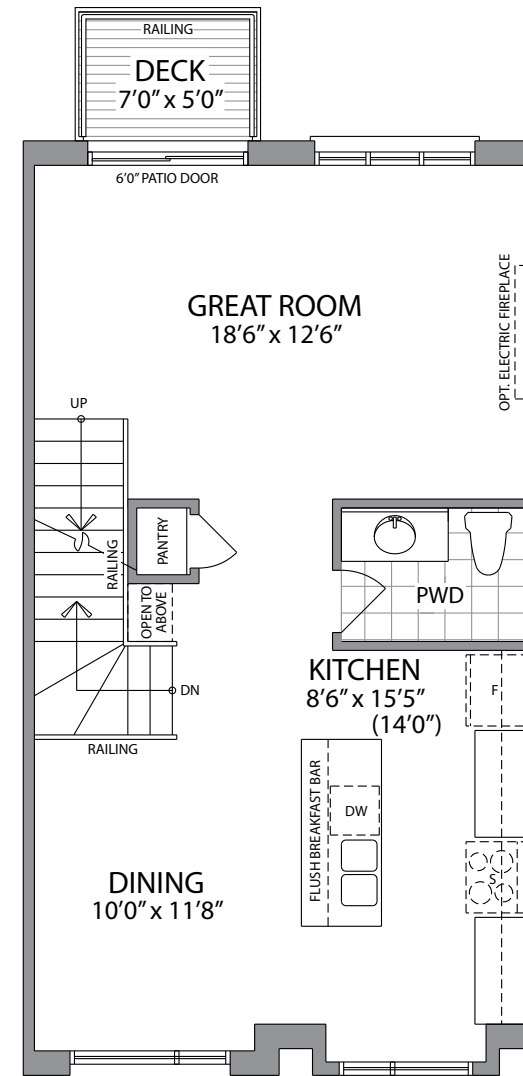 RAILING
DECK
7'0" x 5'0"
6'0" PATIO DOOR
GREAT ROOM
18'6" x 12'6"
OPT. ELECTRIC FIREPLACE
UP
RAILING
PANTRY
OPEN TO
ABOVE
PWD
DN
RAILING
KITCHEN
8'6" x 15'5"
(14'0")
F
FLUSH BREAKFAST BAR
DW
S
DINING
10'0" x 11'8"